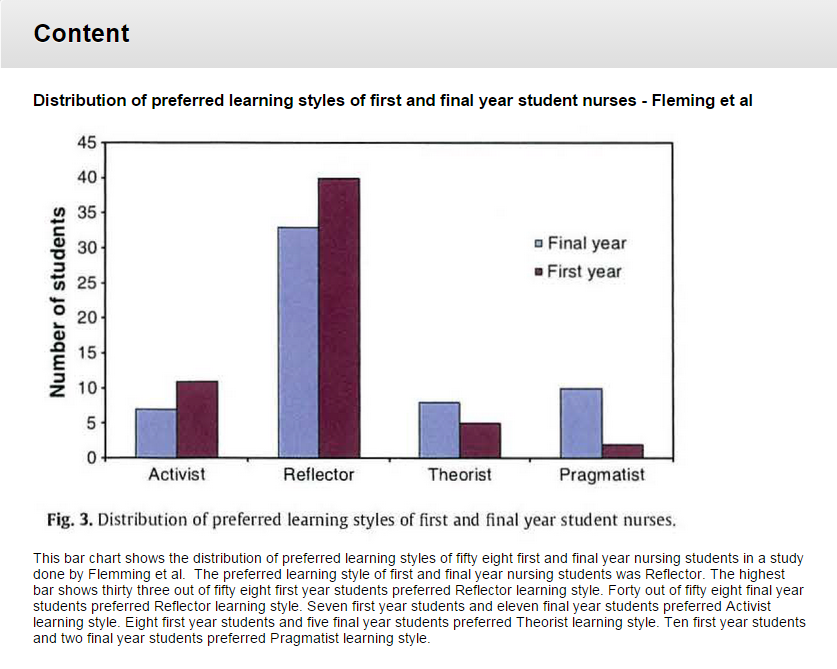 Content
Distribution of preferred learning styles of first and final year student nurses - Fleming et al
45
40
35
30
25
20
15
10
5
0
Number of students
Final year
First year
Activist
Reflector
Theorist
Pragmatist
Fig. 3. Distribution of preferred learning styles of first and final year student nurses.
This bar chart shows the distribution of preferred learning styles of fifty eight first and final year nursing students in a study
done by Flemming et al.  The preferred learning style of first and final year nursing students was Reflector. The highest
bar shows thirty three out of fifty eight first year students preferred Reflector learning style. Forty out of fifty eight final year
students preferred Reflector learning style. Seven first year students and eleven final year students preferred Activist
learning style. Eight first year students and five final year students preferred Theorist learning style. Ten first year students
and two final year students preferred Pragmatist learning style.